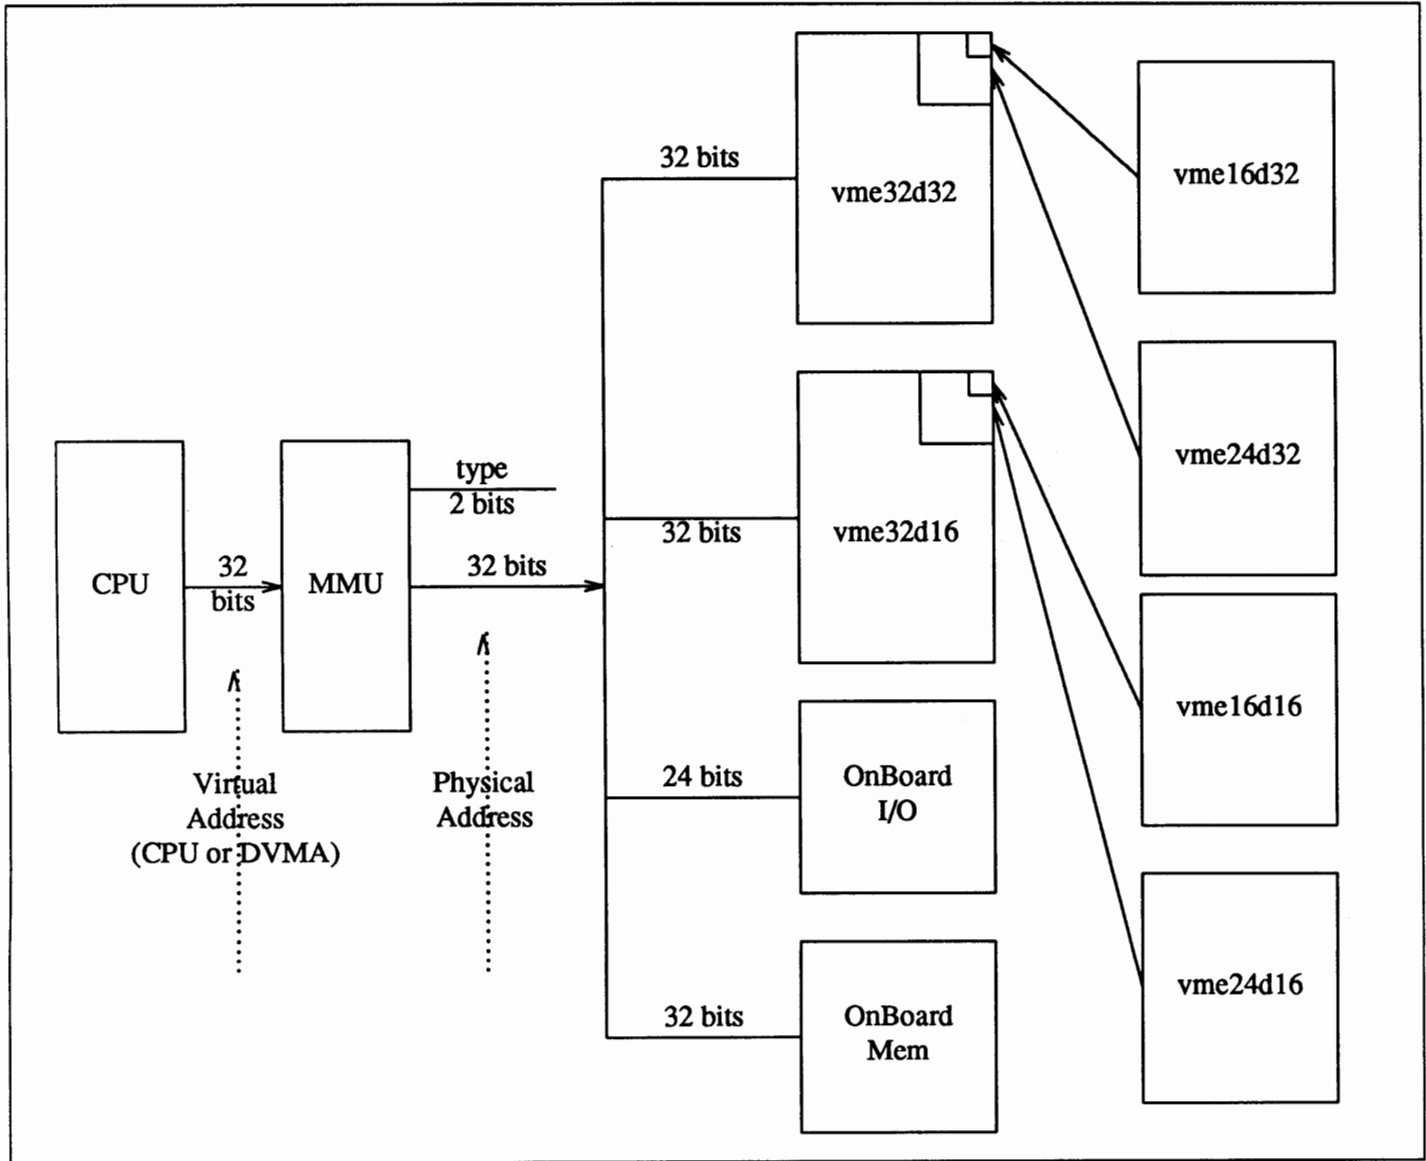 32 bits
vme32d32
vme16d32
vme24d32
type
2 bits
32 bits
vme32d16
CPU
32
bits
MMU
32 bits
vme16d16
Virtual
Address
(CPU or DVMA)
Physical
Address
24 bits
OnBoard
I/O
32 bits
OnBoard
Mem
vme24d16